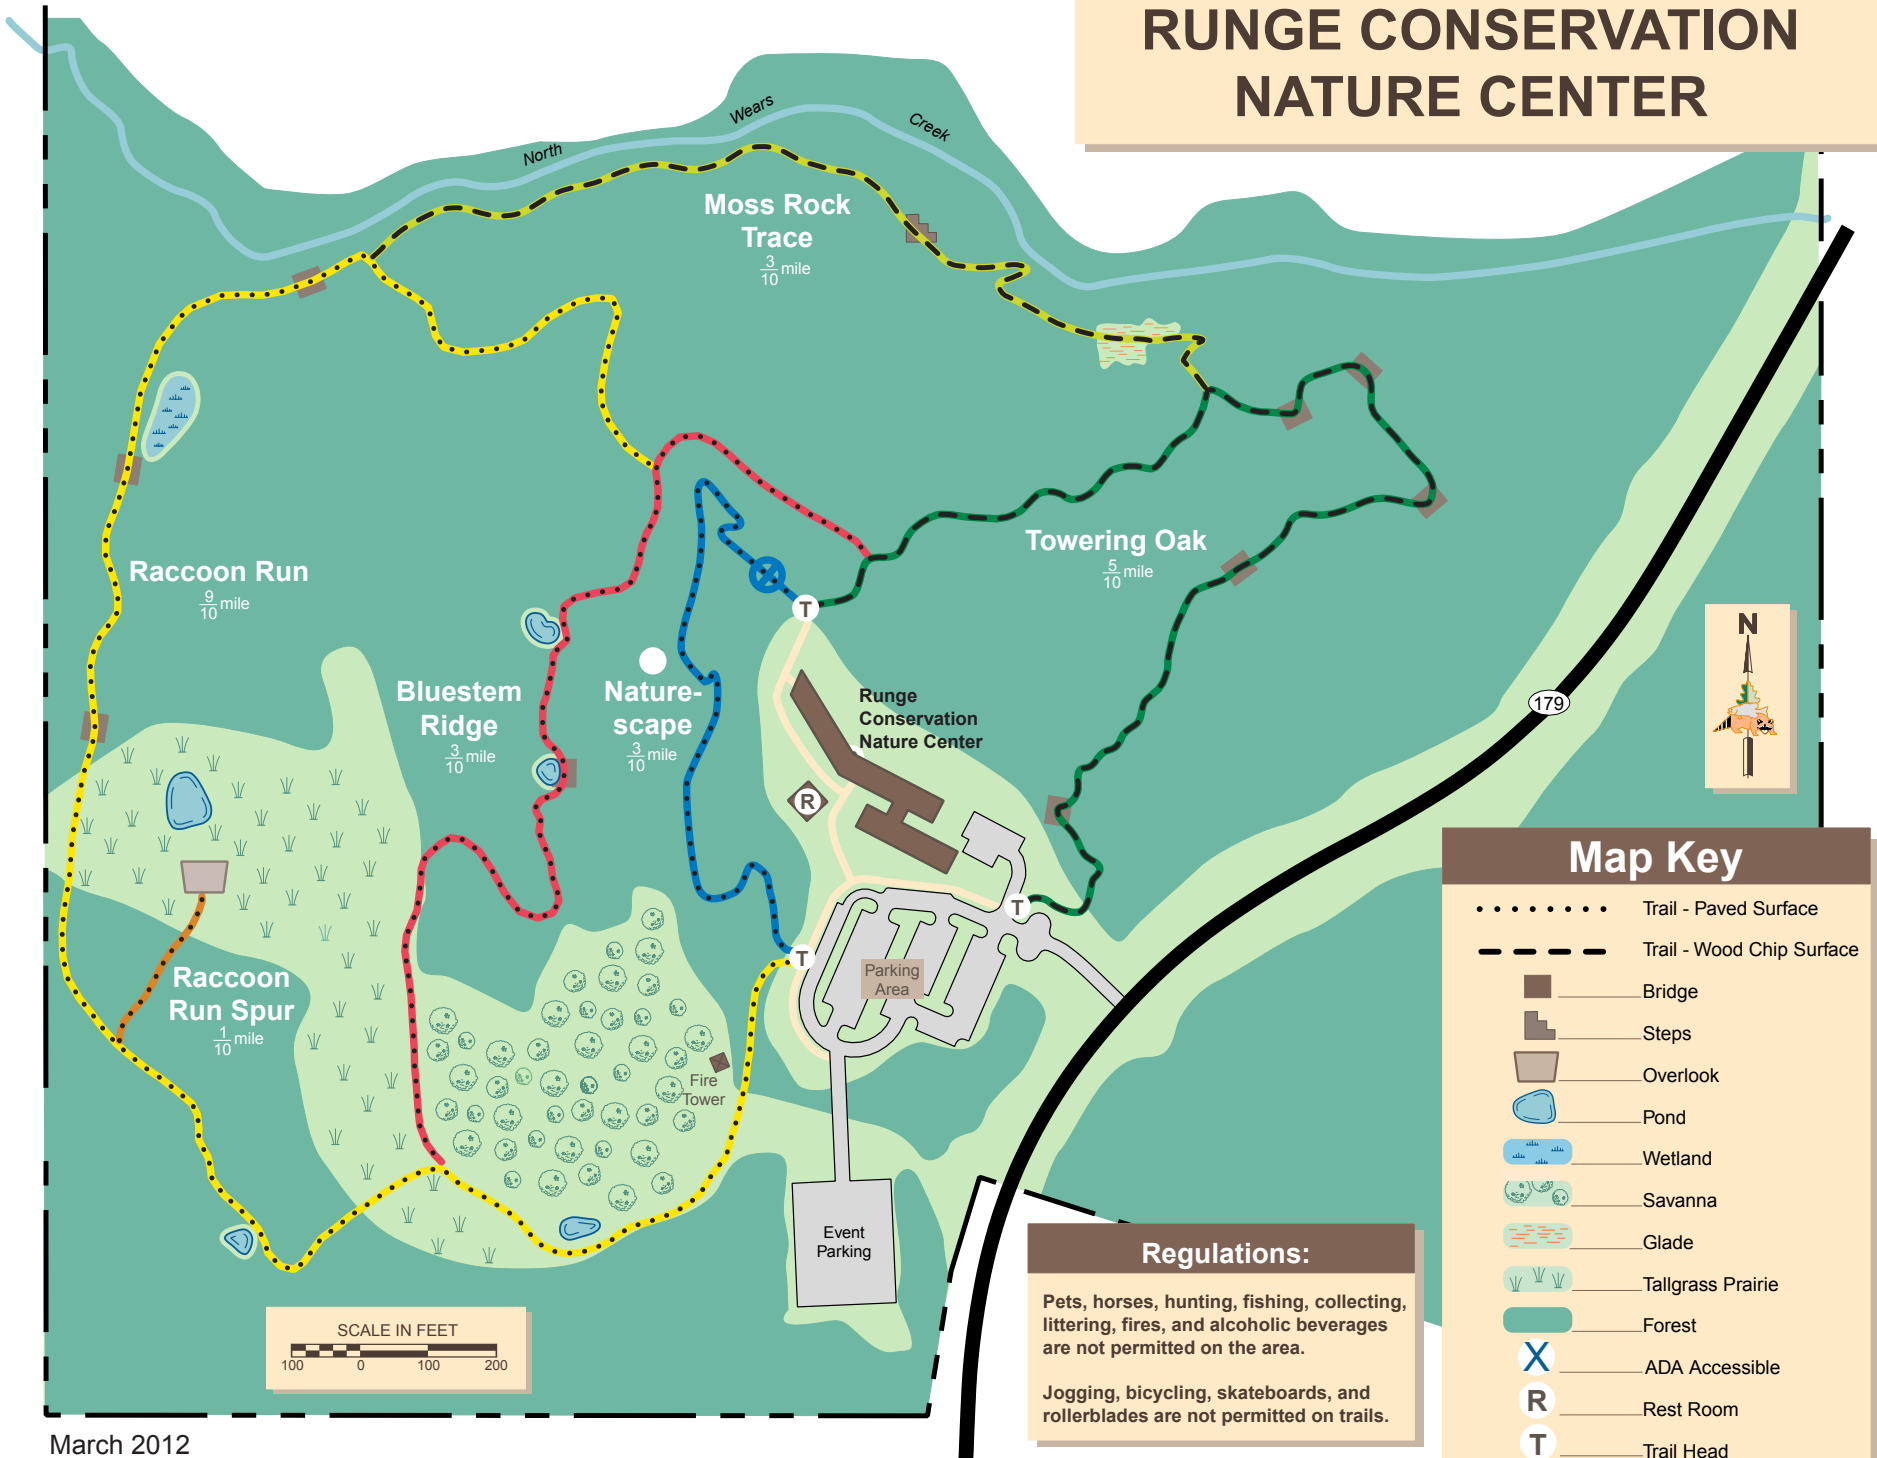 RUNGE CONSERVATION
NATURE CENTER
North
Wears
Creek
Moss Rock
Trace
3/10 mile
Raccoon Run
9/10 mile
Towering Oak
5/10 mile
T
N
Bluestem
Ridge
3/10 mile
Nature-
scape
3/10 mile
Runge
Conservation
Nature Center
179
R
T
T
Parking
Area
Raccoon
Run Spur
1/10 mile
Fire
Tower
Event
Parking
SCALE IN FEET
100 0 100 200
March 2012
Regulations:
Pets, horses, hunting, fishing, collecting,
littering, fires, and alcoholic beverages
are not permitted on the area.
Jogging, bicycling, skateboards, and
rollerblades are not permitted on trails.
Map Key
Trail - Paved Surface
Trail - Wood Chip Surface
Bridge
Steps
Overlook
Pond
Wetland
Savanna
Glade
Tallgrass Prairie
Forest
X ADA Accessible
R Rest Room
T Trail Head